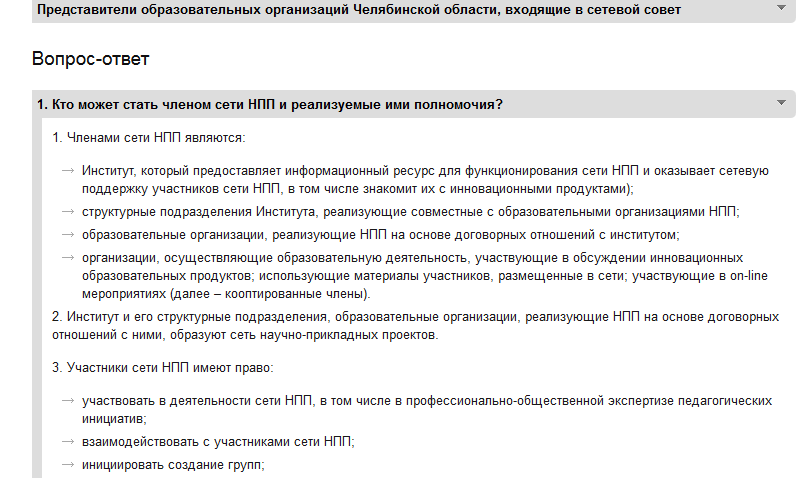 Представители образовательных организаций Челябинской области, входящие в сетевой совет
Вопрос-ответ
1. Кто может стать членом сети НПП и реализуемые ими полномочия?
1. Членами сети НПП являются:
→ Институт, который предоставляет информационный ресурс для функционирования сети НПП и оказывает сетевую
поддержку участников сети НПП, в том числе знакомит их с инновационными продуктами);
→ структурные подразделения Института, реализующие совместные с образовательными организациями НПП;
→ образовательные организации, реализующие НПП на основе договорных отношений с институтом;
→ организации, осуществляющие образовательную деятельность, участвующие в обсуждении инновационных
образовательных продуктов; использующие материалы участников, размещенные в сети; участвующие в on-line
мероприятиях (далее – кооптированные члены).
2. Институт и его структурные подразделения, образовательные организации, реализующие НПП на основе договорных
отношений с ними, образуют сеть научно-прикладных проектов.
3. Участники сети НПП имеют право:
→ участвовать в деятельности сети НПП, в том числе в профессионально-общественной экспертизе педагогических
инициатив;
→ взаимодействовать с участниками сети НПП;
→ инициировать создание групп;